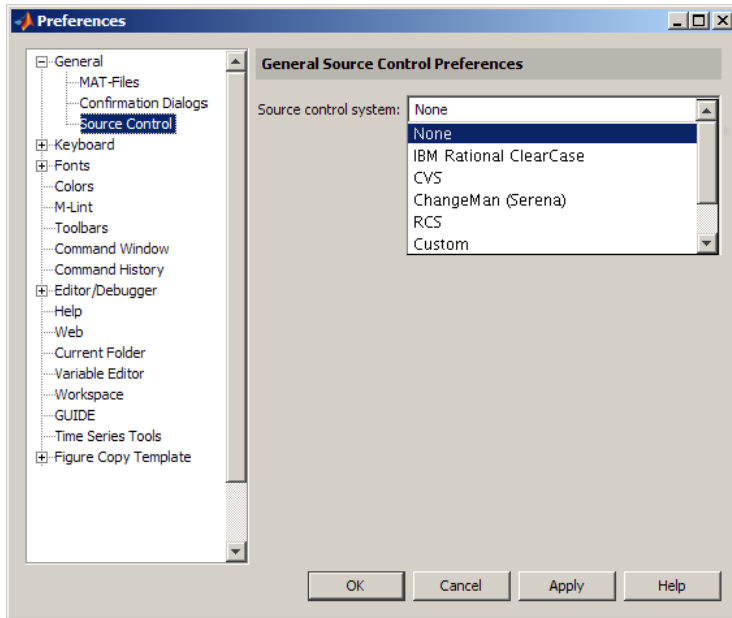 Preferences
General
MAT-Files
Confirmation Dialogs
Source Control
Keyboard
Fonts
Colors
M-Lint
Toolbars
Command Window
Command History
Editor/Debugger
Help
Web
Current Folder
Variable Editor
Workspace
GUIDE
Time Series Tools
Figure Copy Template
General Source Control Preferences
Source control system: None
None
IBM Rational ClearCase
CVS
ChangeMan (Serena)
RCS
Custom
OK Cancel Apply Help